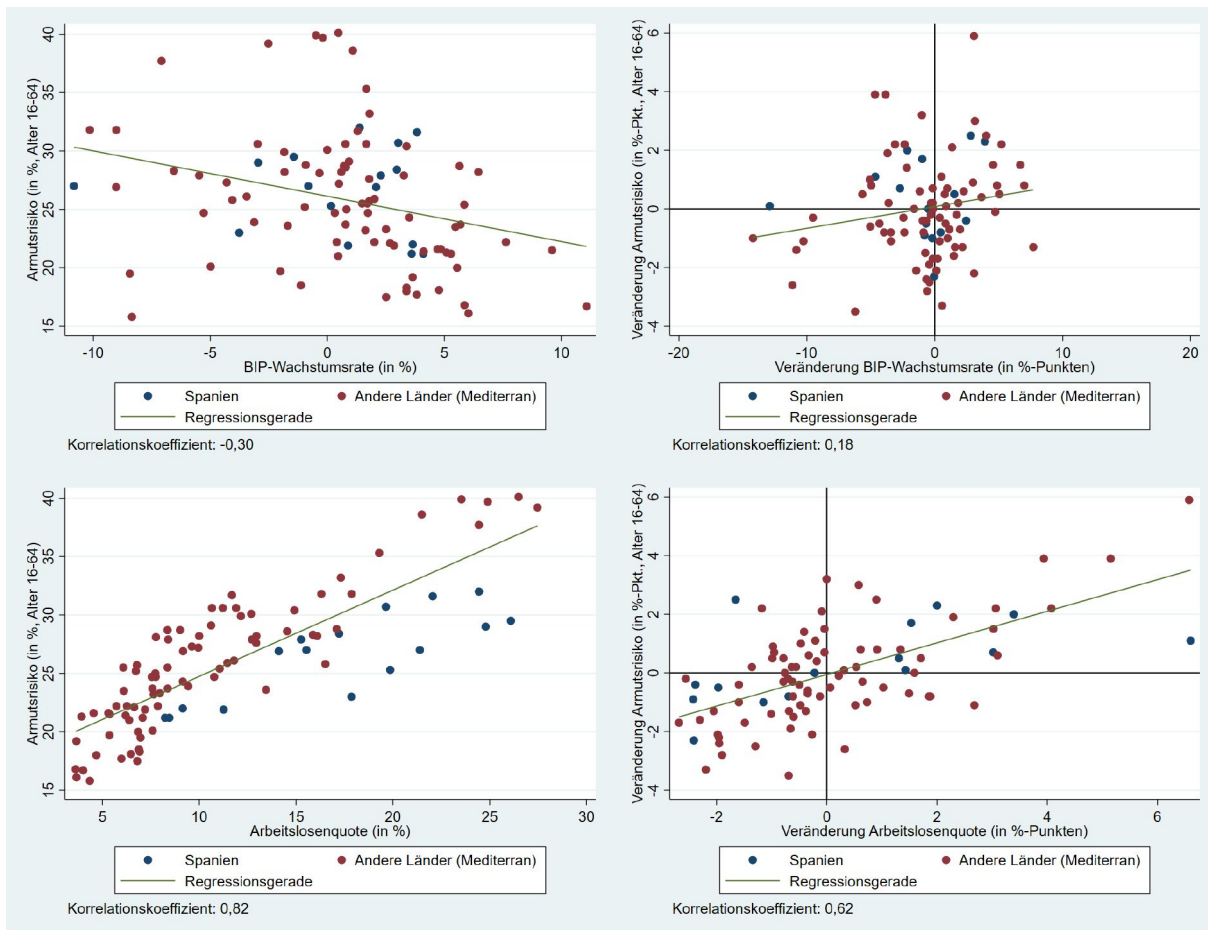 Armutsrisiko (in %, Alter 16-64)
40
35
30
25
20
15
-10 -5 0 5 10
BIP-Wachstumsrate (in %)
Spanien Andere Länder (Mediterran)
Regressionsgerade
Korrelationskoeffizient: -0,30
Veränderung Armutsrisiko (in %-Pkt., Alter 16-64)
6
4
2
0
-2
-4
-20 -10 0 10 20
Veränderung BIP-Wachstumsrate (in %-Punkten)
Spanien Andere Länder (Mediterran)
Regressionsgerade
Korrelationskoeffizient: 0,18
Armutsrisiko (in %, Alter 16-64)
40
35
30
25
20
15
5 10 15 20 25 30
Arbeitslosenquote (in %)
Spanien Andere Länder (Mediterran)
Regressionsgerade
Korrelationskoeffizient: 0,82
Veränderung Armutsrisiko (in %-Pkt., Alter 16-64)
6
4
2
0
-2
-4
-2 0 2 4 6
Veränderung Arbeitslosenquote (in %-Punkten)
Spanien Andere Länder (Mediterran)
Regressionsgerade
Korrelationskoeffizient: 0,62